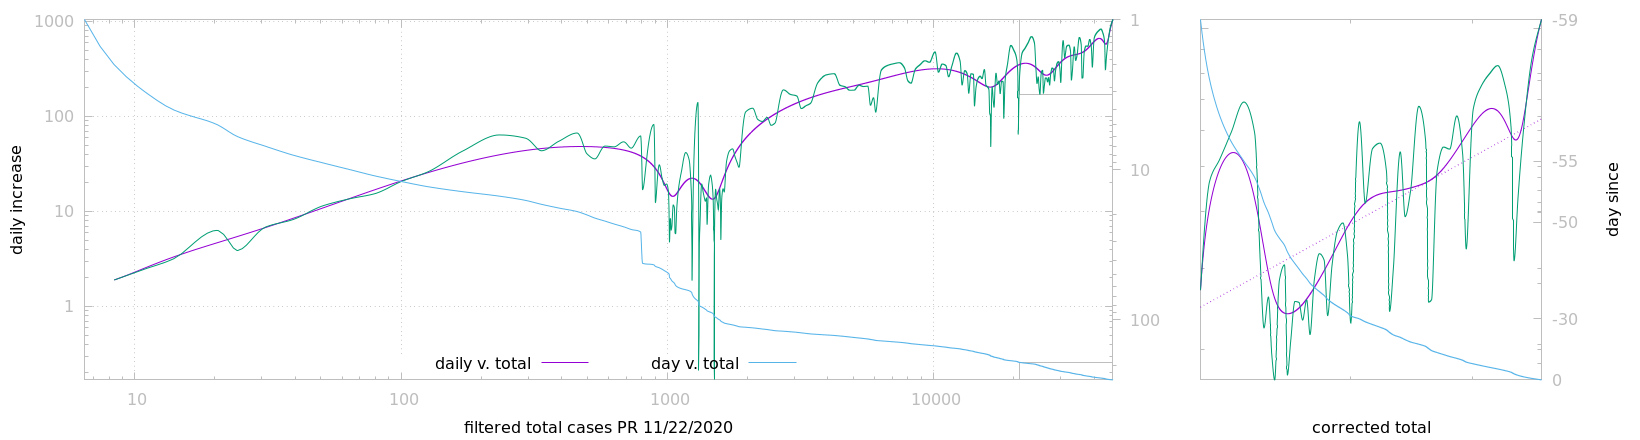 1000
100
10
1
daily increase
10
100
1000
10000
1
10
100
daily v. total
day v. total
filtered total cases PR 11/22/2020
-59
-55
-50
-30
0
day since
corrected total